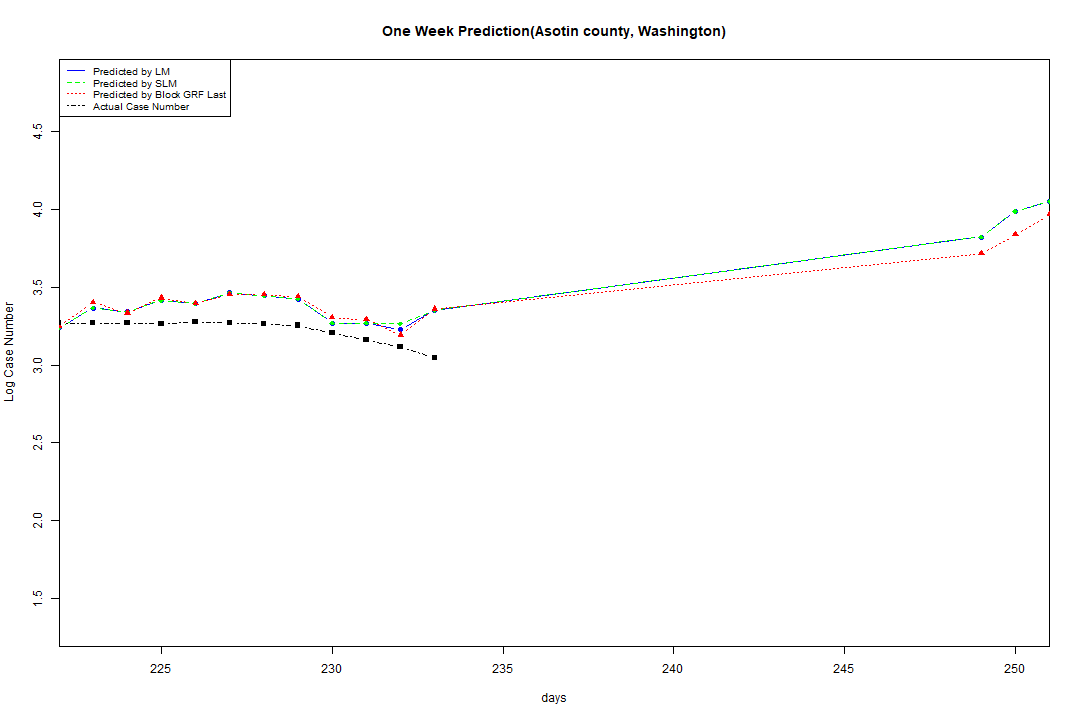 One Week Prediction(Asotin county, Washington)
Predicted by LM
Predicted by SLM
Predicted by Block GRF Last
Actual Case Number
Log Case Number
4.5
4.0
3.5
3.0
2.5
2.0
1.5
225 230 235 240 245 250
days